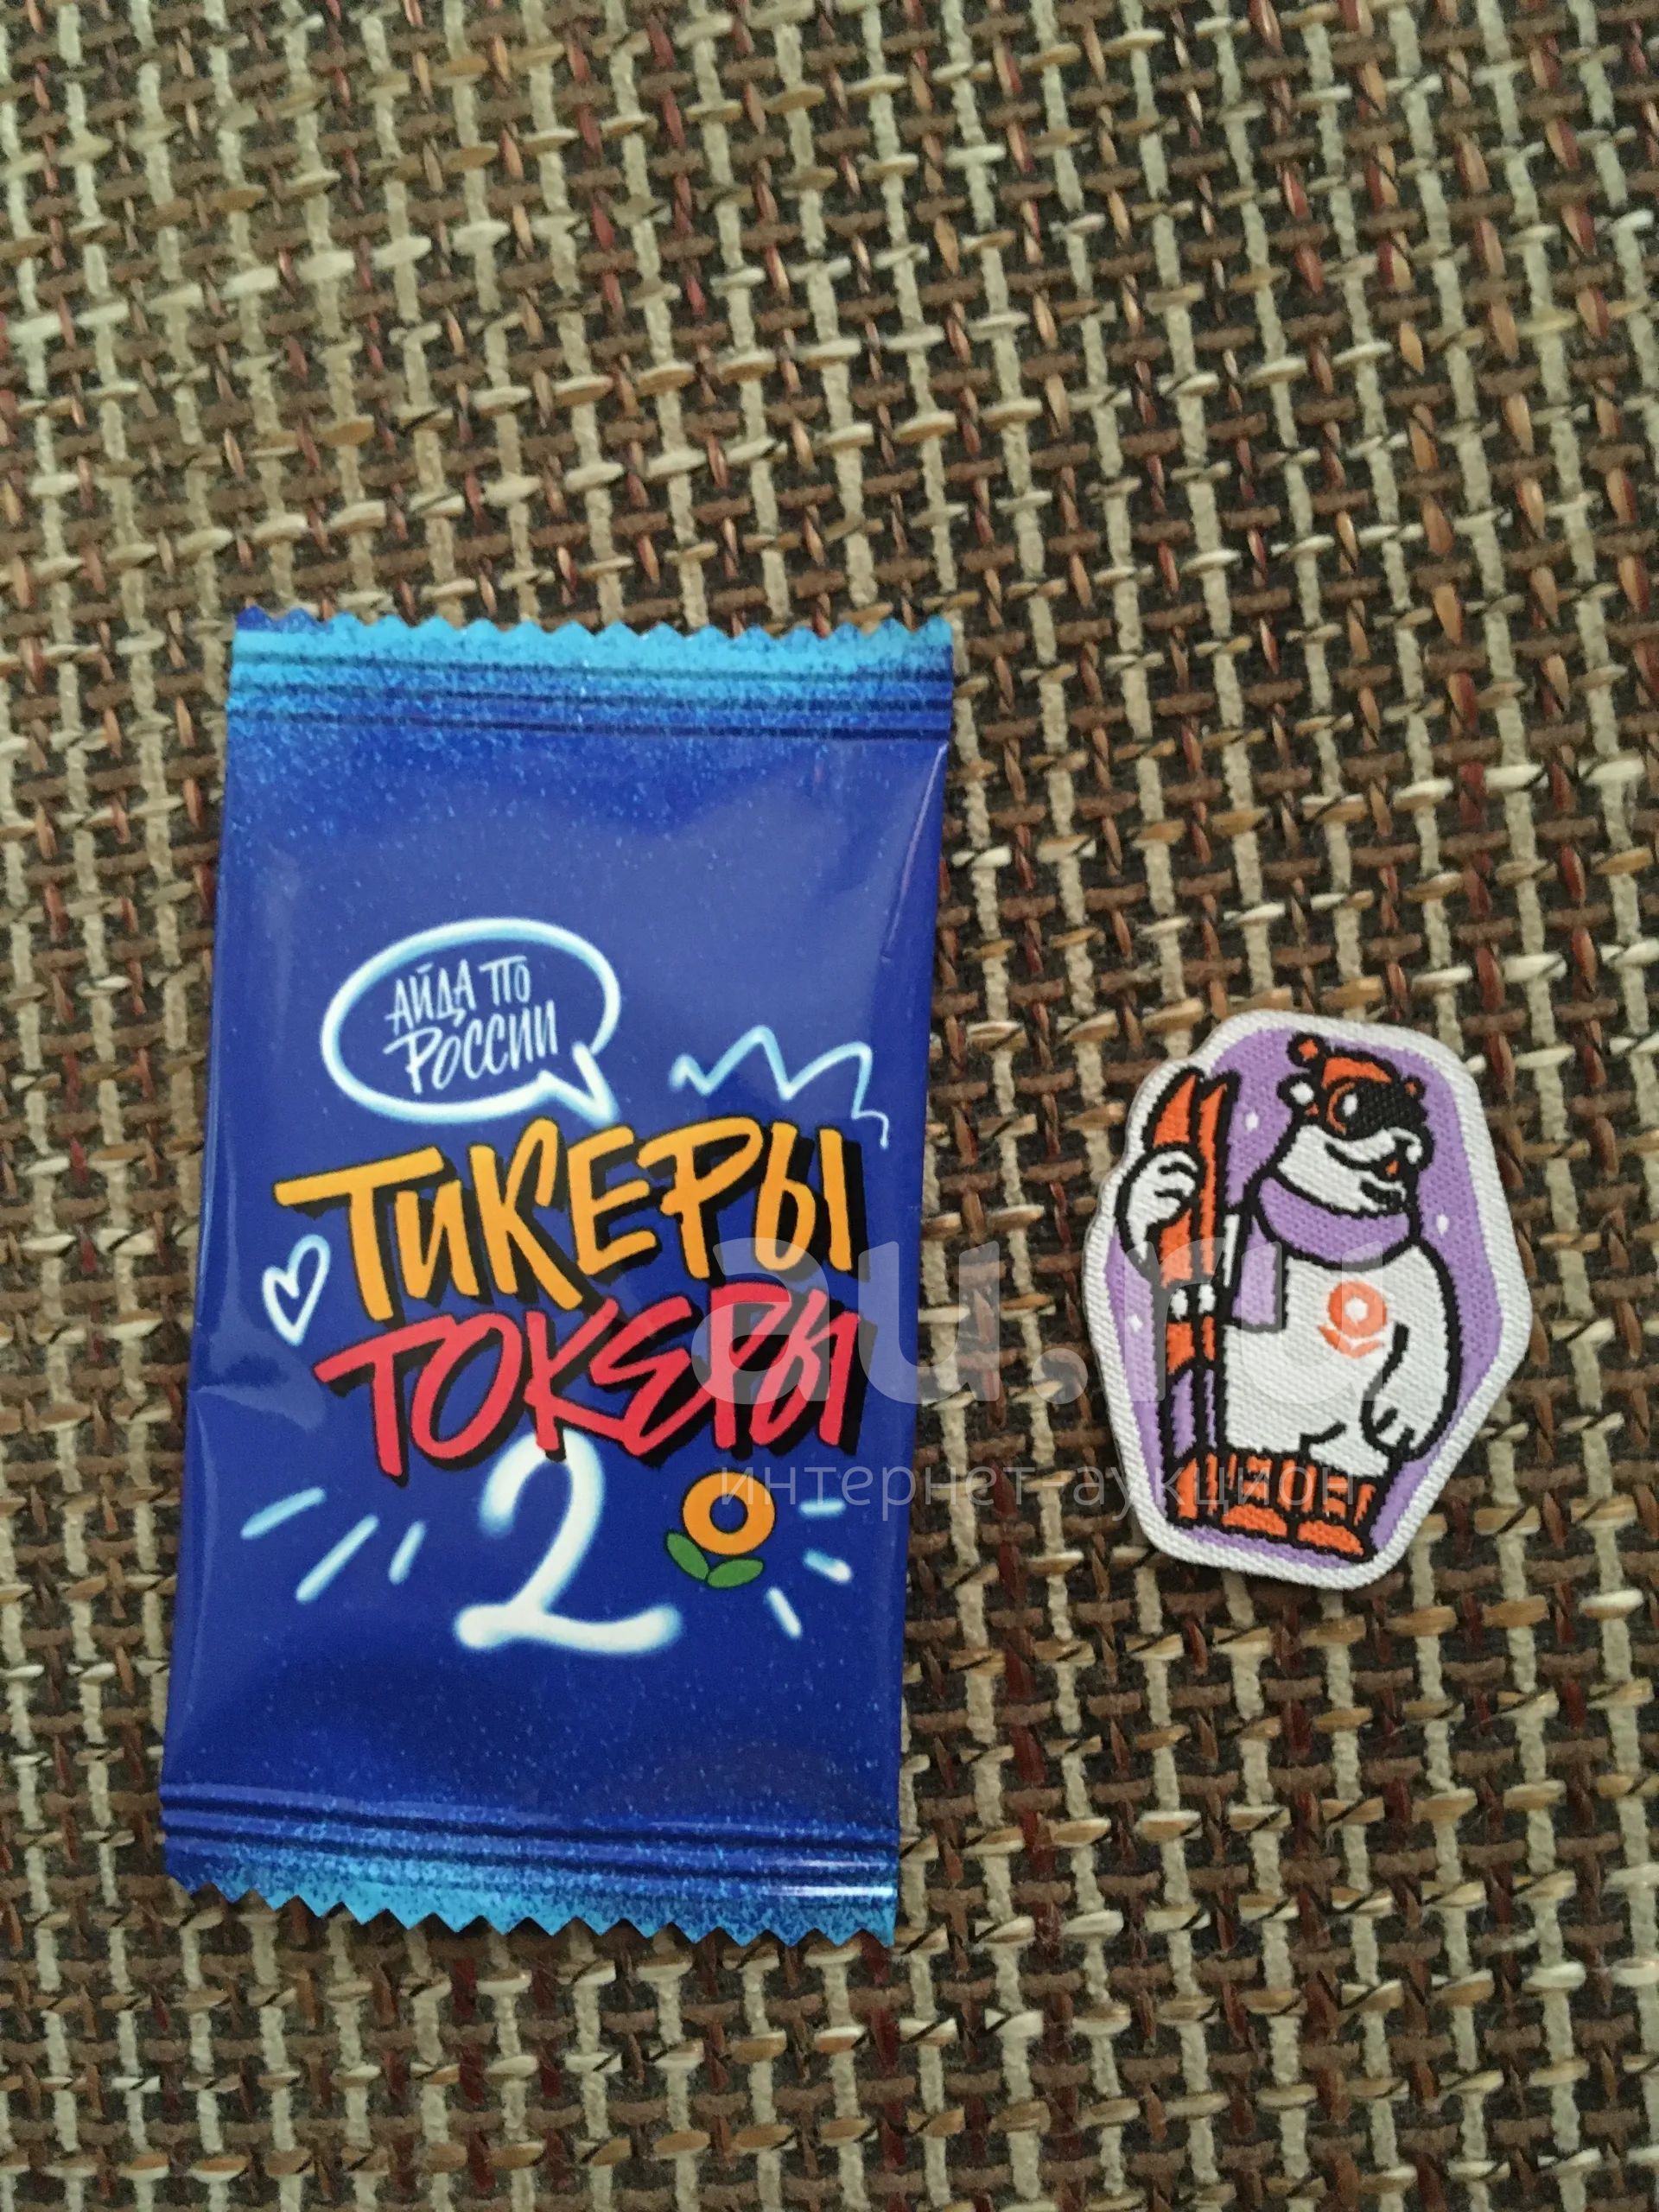 АЙДА ПО
РОССИИ
ТИКЕРЫ
ТОКЕРЫ
2
au.ru
интернет-аукцион